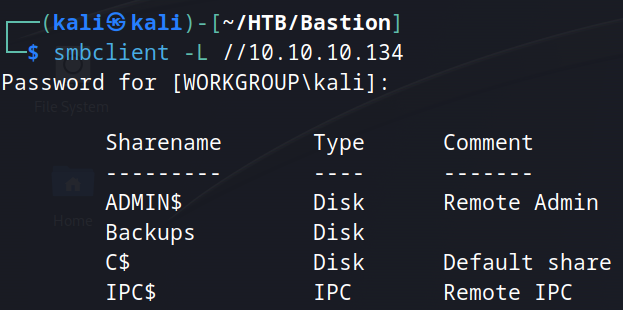 (kali㉿kali)-[~/HTB/Bastion]
$ smbclient -L //10.10.10.134
Password for [WORKGROUP\kali]:
File System
Sharename Type Comment
--------- ---- -------
ADMIN$ Disk Remote Admin
Home
Backups Disk
C$ Disk Default share
IPC$ IPC Remote IPC